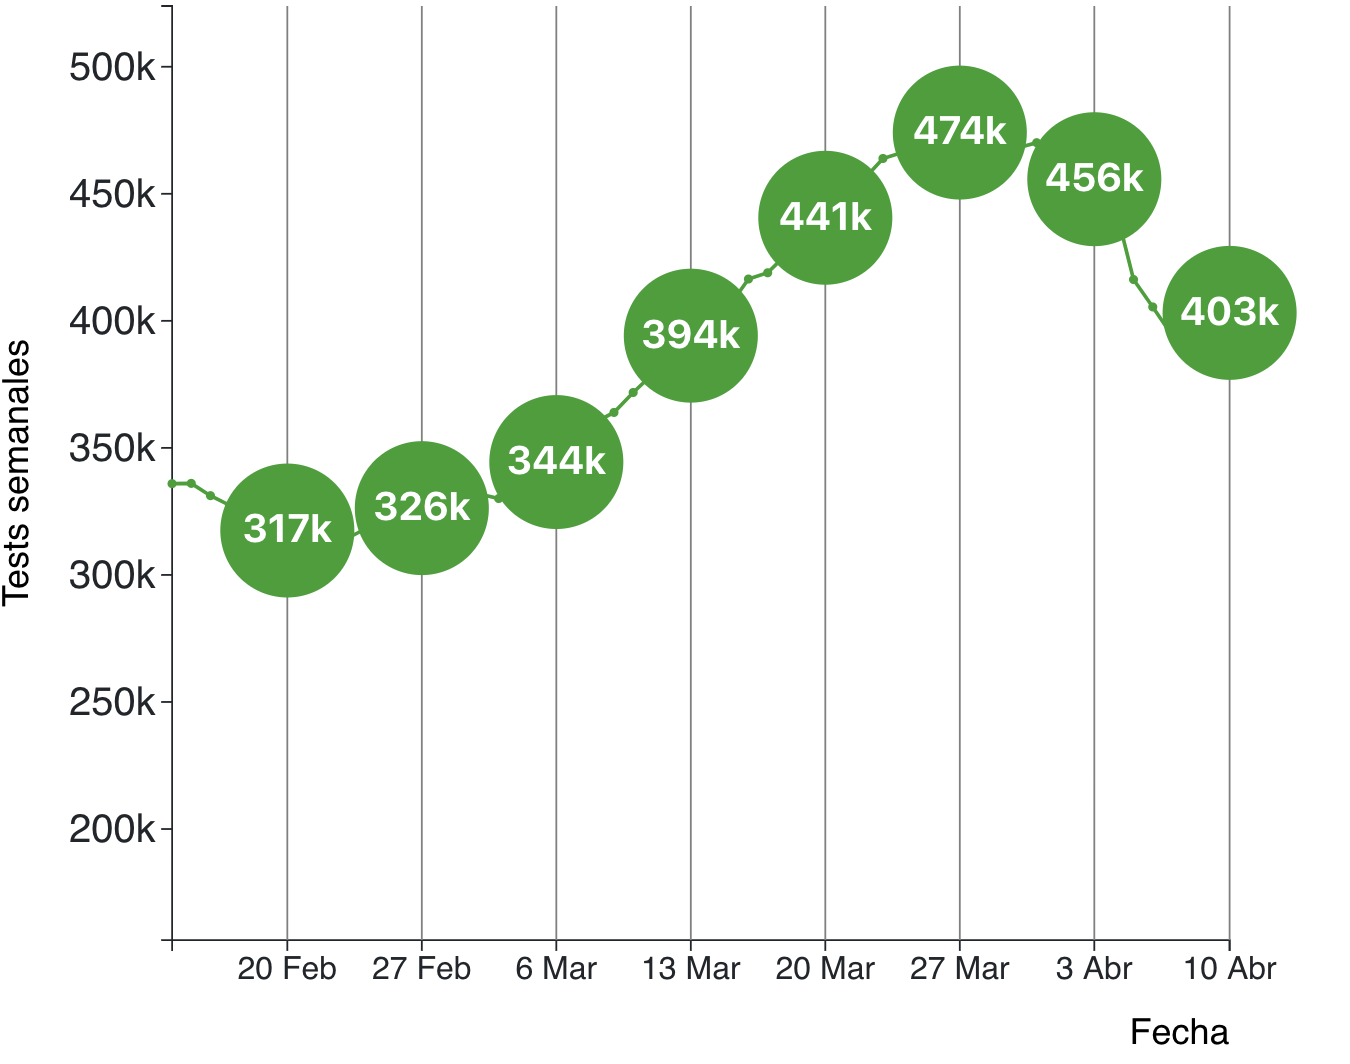 500k
450k
400k
350k
300k
250k
200k
Tests semanales
317k
326k
344k
394k
441k
474k
456k
403k
20 Feb
27 Feb
6 Mar
13 Mar
20 Mar
27 Mar
3 Abr
10 Abr
Fecha